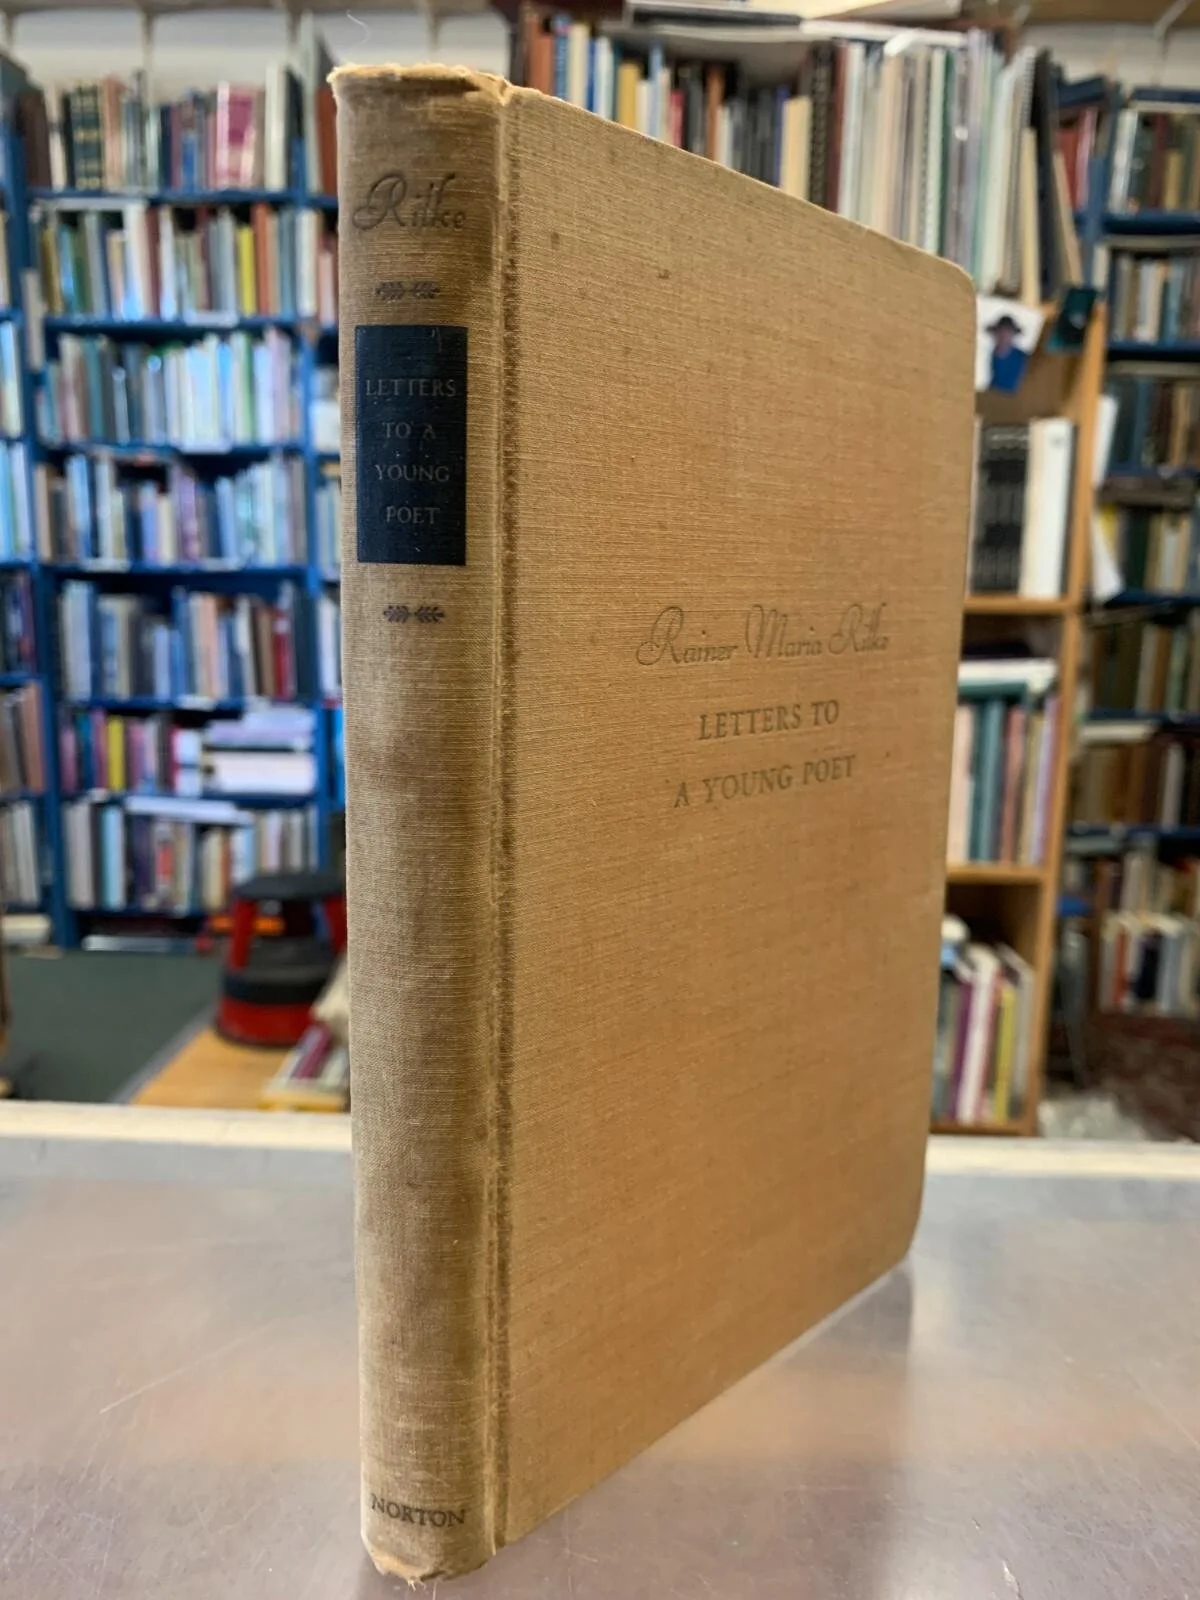 Rilke
LETTERS
TO A
YOUNG
POET
NORTON
Rainer Maria Rilke
LETTERS TO
A YOUNG POET